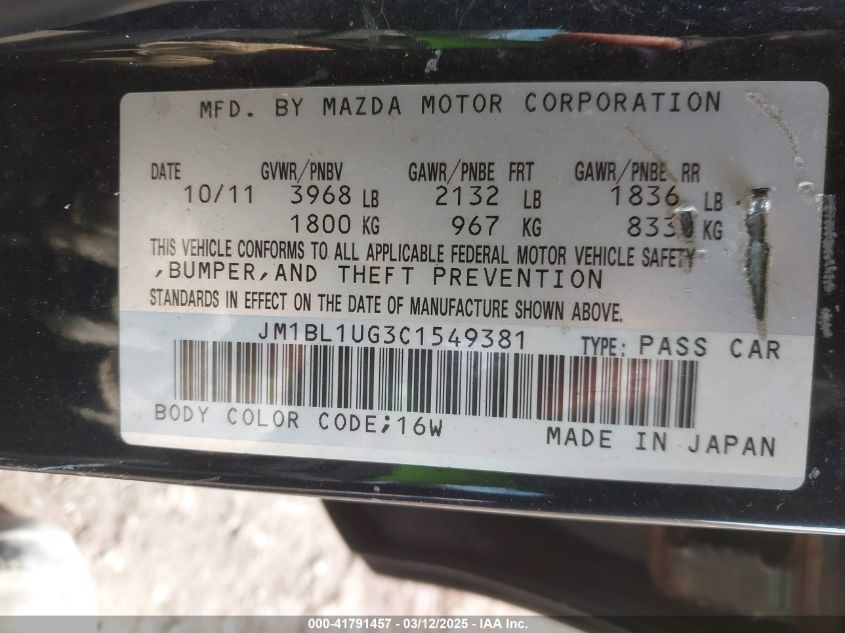 MFD. BY MAZDA MOTOR CORPORATION
DATE GVWR/PNBV GAWR/PNBE FRT GAWR/PNBE RR
10/11 3968 LB 2132 LB 1836 LB
1800 KG 967 KG 833 KG
THIS VEHICLE CONFORMS TO ALL APPLICABLE FEDERAL MOTOR VEHICLE SAFETY
,BUMPER,AND THEFT PREVENTION
STANDARDS IN EFFECT ON THE DATE OF MANUFACTURE SHOWN ABOVE.
JM1BL1UG3C1549381 TYPE: PASS CAR
BODY COLOR CODE;16W
MADE IN JAPAN
000-41791457 - 03/12/2025 - IAA Inc.